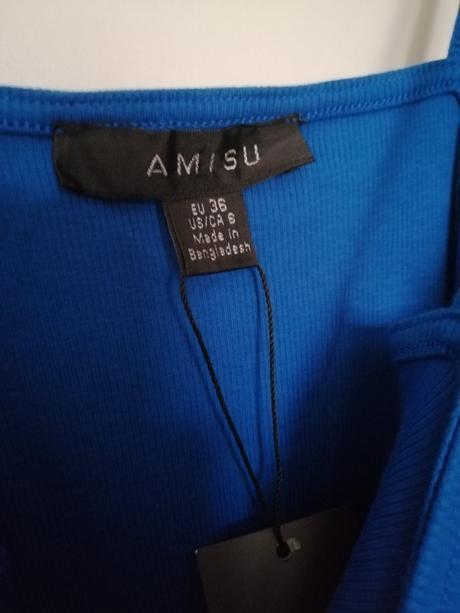 AMISU
EU 36
US/CA 6
Made in
Bangladesh